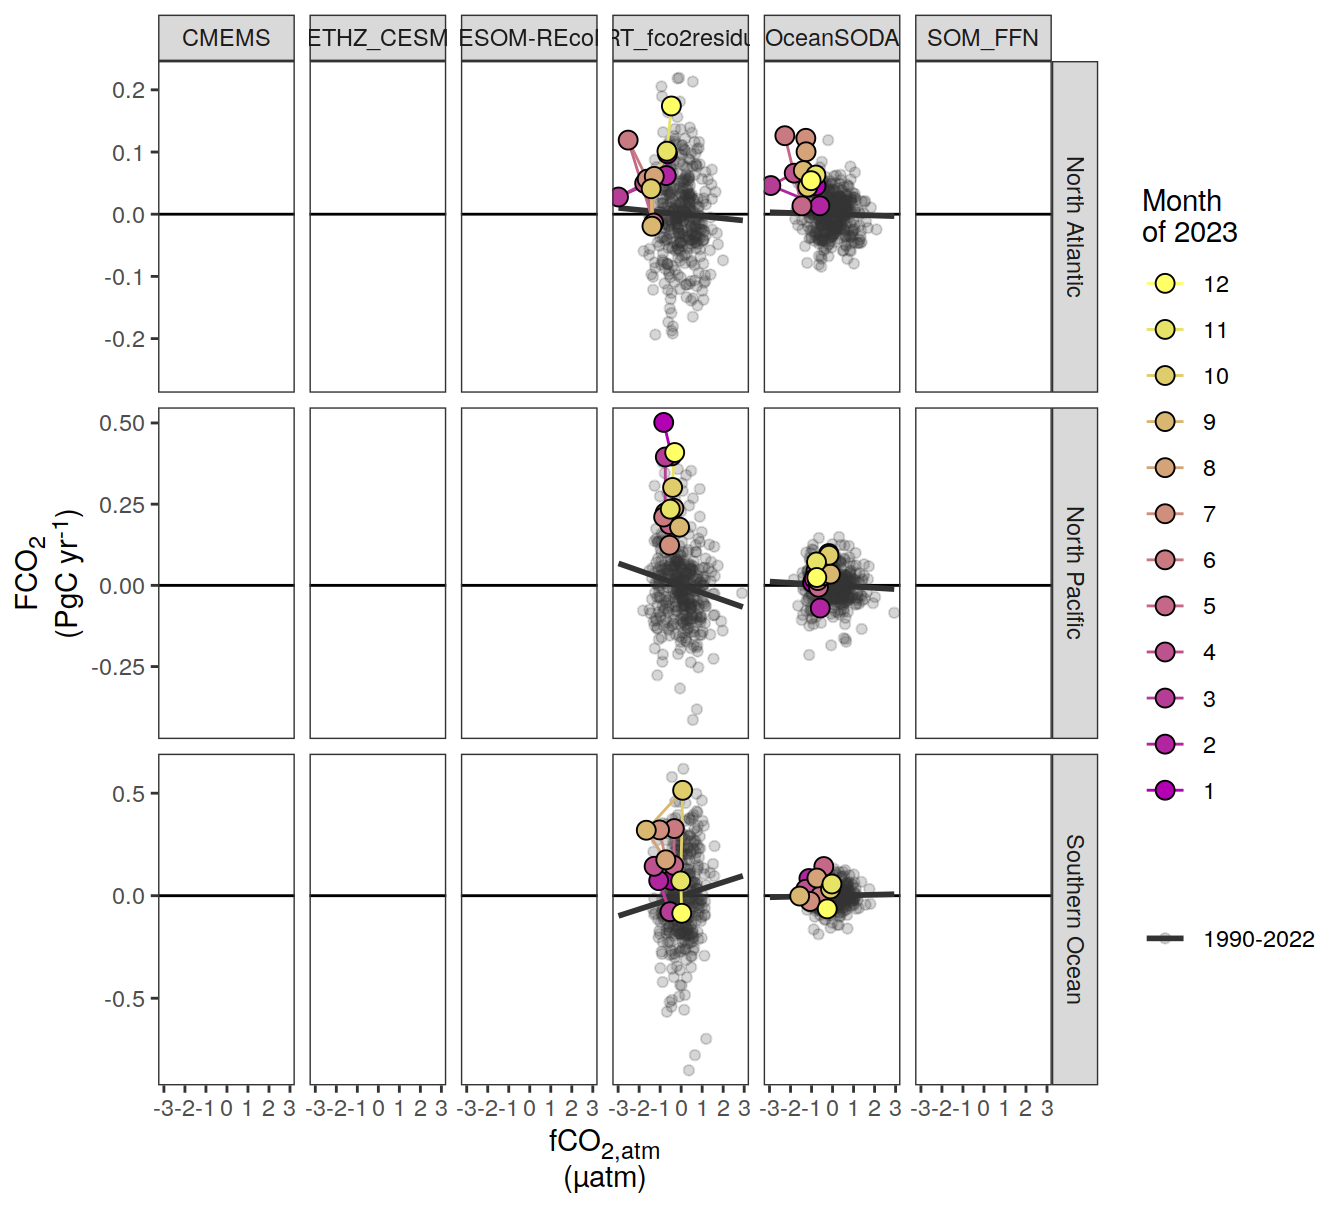 CMEMS ETHZ_CESM ESOM-REcoM RT_fco2residu OceanSODA SOM_FFN
0.2
0.1
0.0
-0.1
-0.2
North Atlantic
0.50
0.25
0.00
-0.25
North Pacific
0.5
0.0
-0.5
Southern Ocean
-3 -2 -1 0 1 2 3 -3 -2 -1 0 1 2 3 -3 -2 -1 0 1 2 3 -3 -2 -1 0 1 2 3 -3 -2 -1 0 1 2 3 -3 -2 -1 0 1 2 3
FCO2
(PgC yr-1)
fCO2,atm
(µatm)
Month
of 2023
12
11
10
9
8
7
6
5
4
3
2
1
1990-2022